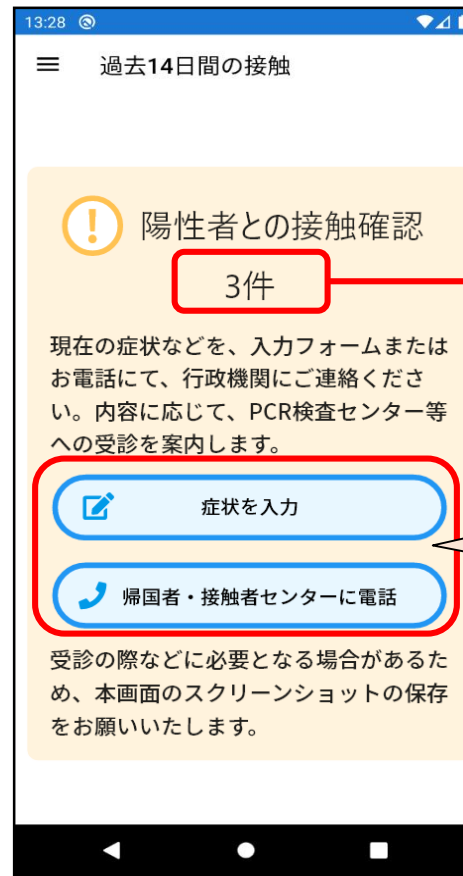 13:28
過去14日間の接触
陽性者との接触確認
3件
現在の症状などを、入力フォームまたは
お電話にて、行政機関にご連絡くださ
い。内容に応じて、PCR検査センター等
への受診を案内します。
症状を入力
帰国者・接触者センターに電話
受診の際などに必要となる場合があるた
め、本画面のスクリーンショットの保存
をお願いいたします。